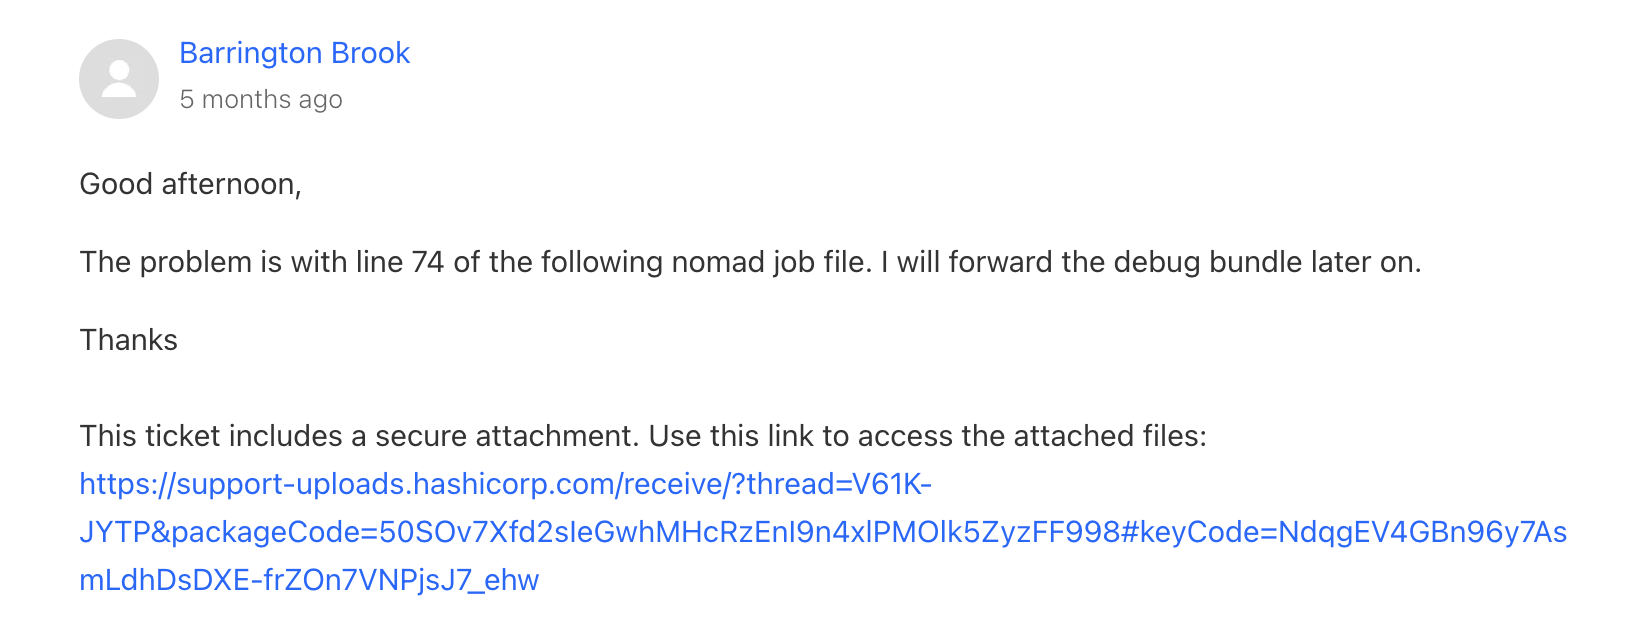 Barrington Brook
5 months ago
Good afternoon,
The problem is with line 74 of the following nomad job file. I will forward the debug bundle later on.
Thanks
This ticket includes a secure attachment. Use this link to access the attached files:
https://support-uploads.hashicorp.com/receive/?thread=V61K-
JYTP&packageCode=50SOv7Xfd2sIeGwhMHcRzEnI9n4xlPMOlk5ZyzFF998#keyCode=NdqgEV4GBn96y7As
mLdhDsDXE-frZOn7VNPjsJ7_ehw